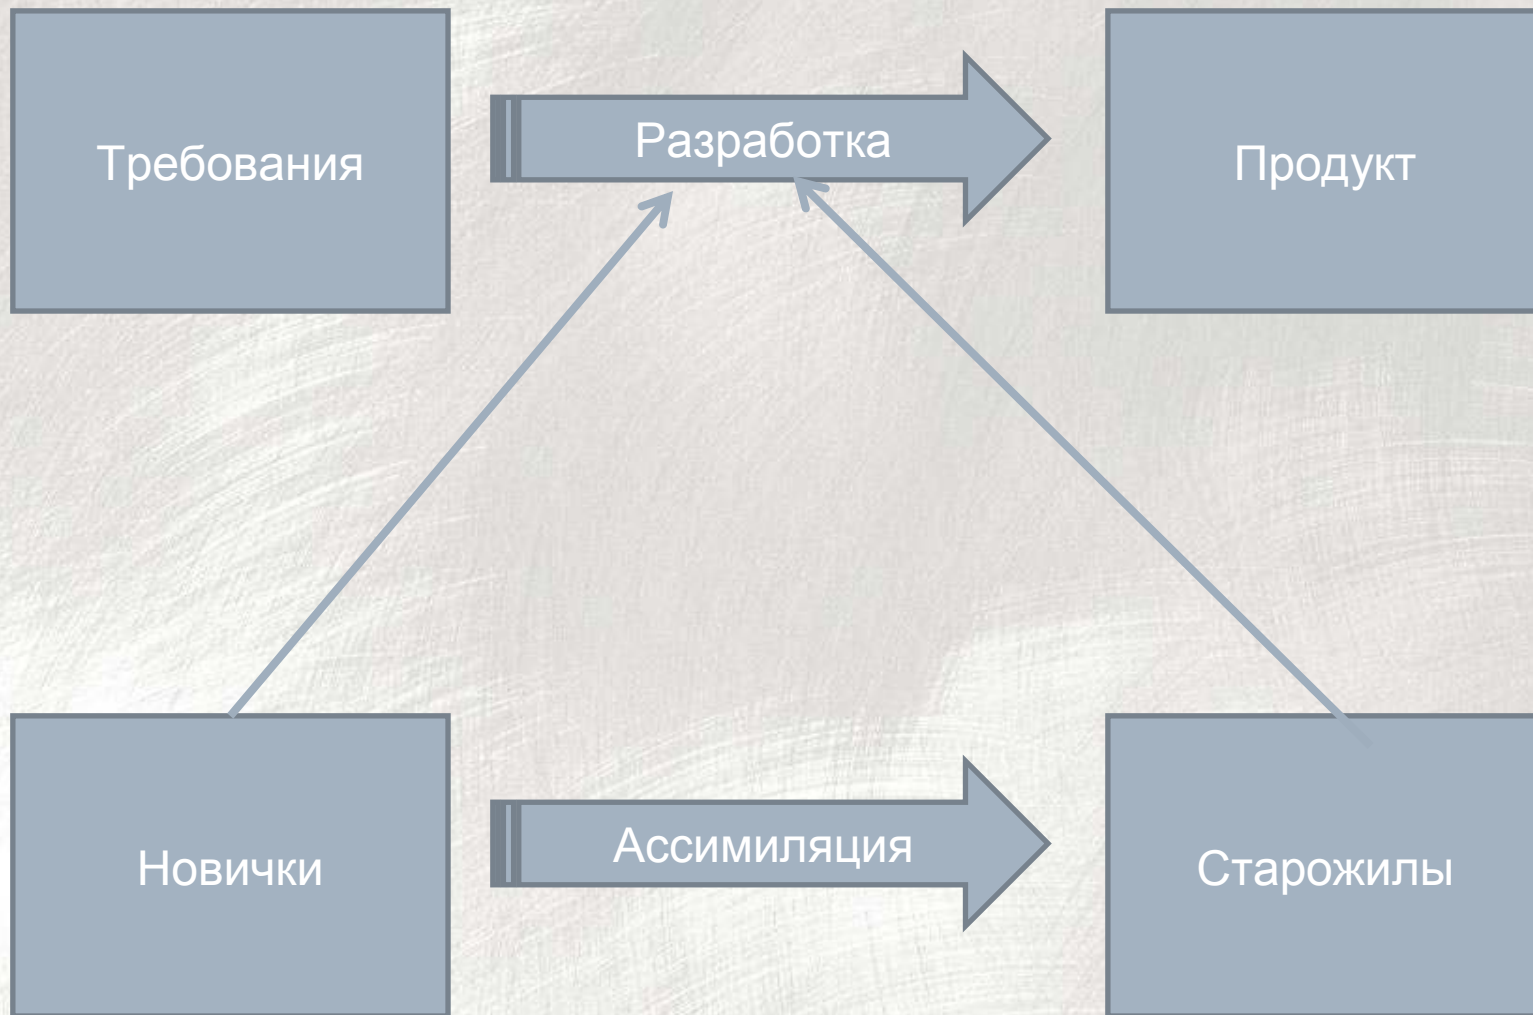 Требования
Разработка
Продукт
Новички
Ассимиляция
Старожилы